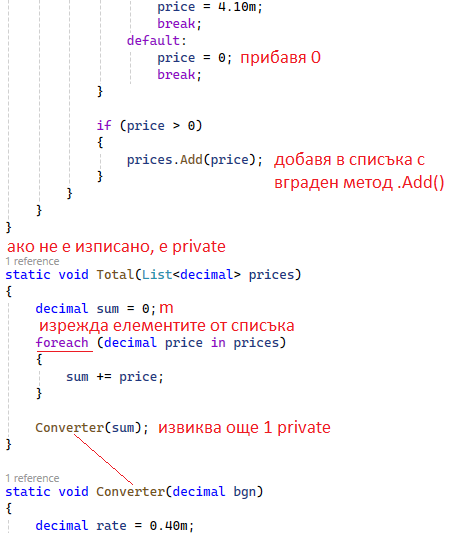 price = 4.10m;
break;
default:
price = 0; прибавя 0
break;
}
if (price > 0)
{
prices.Add(price); добавя в списъка с
вграден метод .Add()
}
}
}
}
ако не е изписано, е private
1 reference
static void Total(List<decimal> prices)
{
decimal sum = 0; m
изрежда елементите от списъка
foreach (decimal price in prices)
{
sum += price;
}
Converter(sum); извиква още 1 private
}
1 reference
static void Converter(decimal bgn)
{
decimal rate = 0.40m;